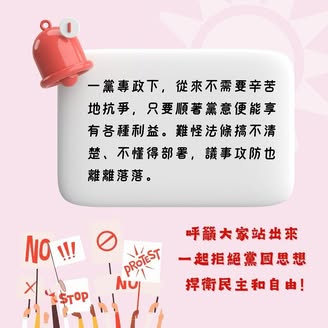 1
一黨專政下，從來不需要辛苦
地抗爭，只要順著黨意便能享
有各種利益。難怪法條搞不清
楚、不懂得部署，議事攻防也
離離落落。
NO!!!
PROTEST
STOP
呼籲大家站出來
一起拒絕黨國思想
捍衛民主和自由!